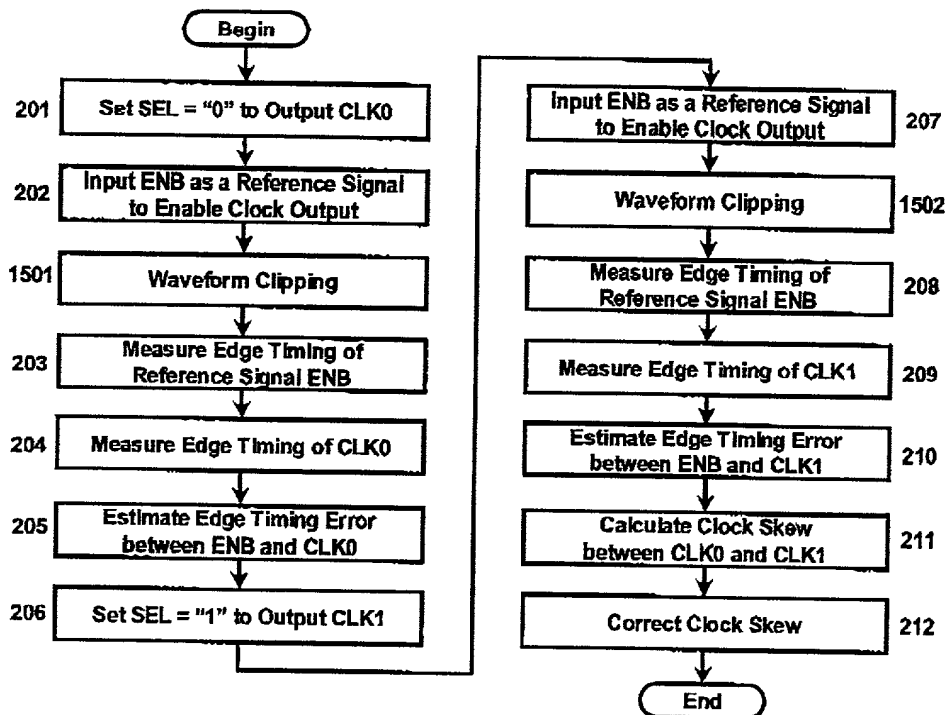 Begin
201
Set SEL = "0" to Output CLK0
202
Input ENB as a Reference Signal
to Enable Clock Output
1501
Waveform Clipping
203
Measure Edge Timing of
Reference Signal ENB
204
Measure Edge Timing of CLK0
205
Estimate Edge Timing Error
between ENB and CLK0
206
Set SEL = "1" to Output CLK1
Input ENB as a Reference Signal
to Enable Clock Output
207
Waveform Clipping
1502
Measure Edge Timing of
Reference Signal ENB
208
Measure Edge Timing of CLK1
209
Estimate Edge Timing Error
between ENB and CLK1
210
Calculate Clock Skew
between CLK0 and CLK1
211
Correct Clock Skew
212
End